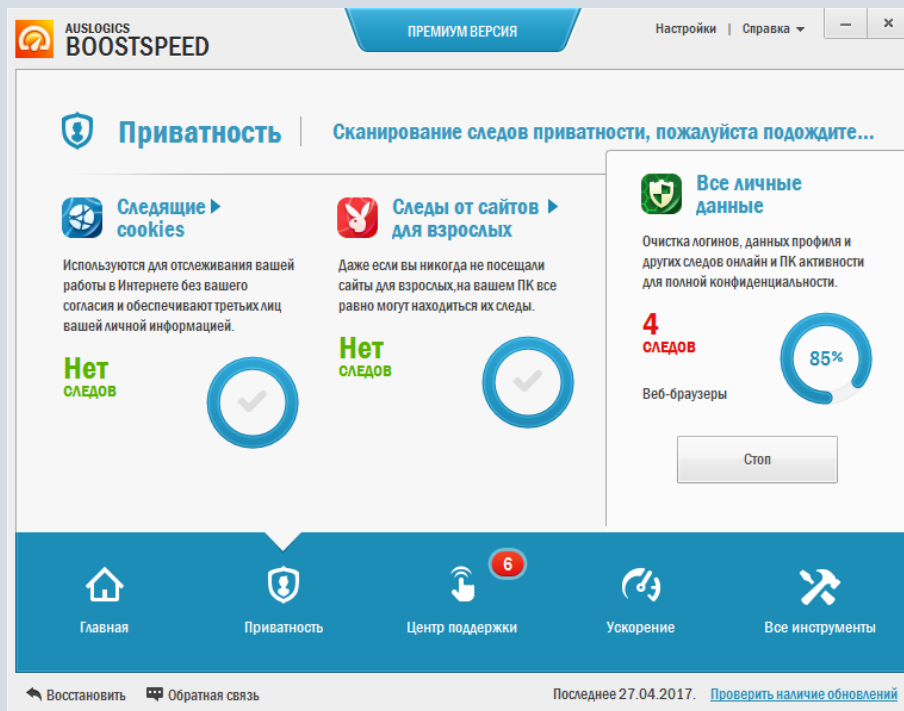 AUSLOGICS
BOOSTSPEED
ПРЕМИУМ ВЕРСИЯ
Настройки | Справка
Приватность
Сканирование следов приватности, пожалуйста подождите...
Следящие
cookies
Используются для отслеживания вашей
работы в Интернете без вашего
согласия и обеспечивают третьих лиц
вашей личной информацией.
Нет
СЛЕДОВ
Следы от сайтов
для взрослых
Даже если вы никогда не посещали
сайты для взрослых,на вашем ПК все
равно могут находиться их следы.
Нет
СЛЕДОВ
Все личные
данные
Очистка логинов, данных профиля и
других следов онлайн и ПК активности
для полной конфиденциальности.
4
СЛЕДОВ
85%
Веб-браузеры
Стоп
6
Главная
Приватность
Центр поддержки
Ускорение
Все инструменты
Восстановить
Обратная связь
Последнее 27.04.2017.
Проверить наличие обновлений